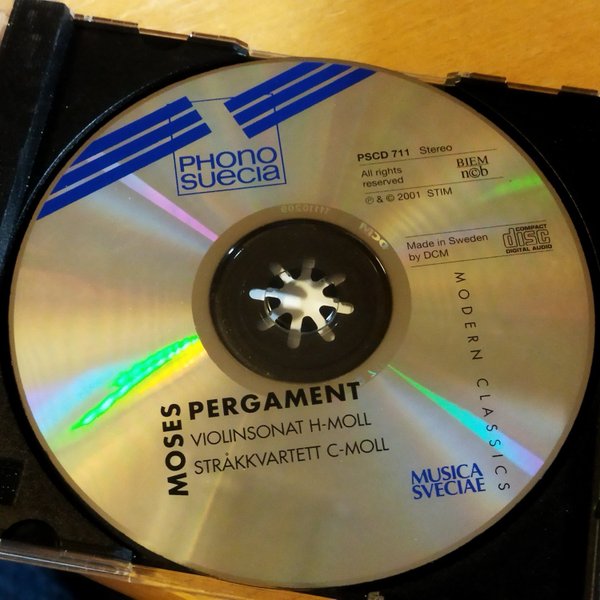 PHONO
SUECIA
PSCD 711 Stereo
All rights
reserved
BIEM
n©b
℗ & © 2001 STIM
Made in Sweden
by DCM
COMPACT
disc
DIGITAL AUDIO
MODERN CLASSICS
MOSES PERGAMENT
VIOLINSONAT H-MOLL
STRÅKKVARTETT C-MOLL
MUSICA
SVECIAE